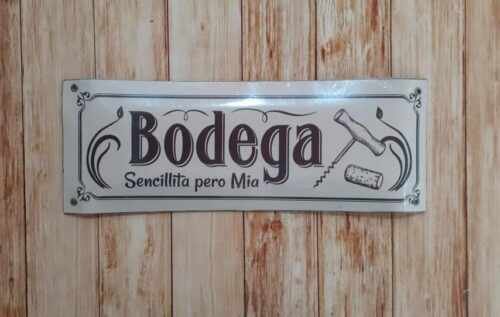 Bodega
Sencillita pero Mia